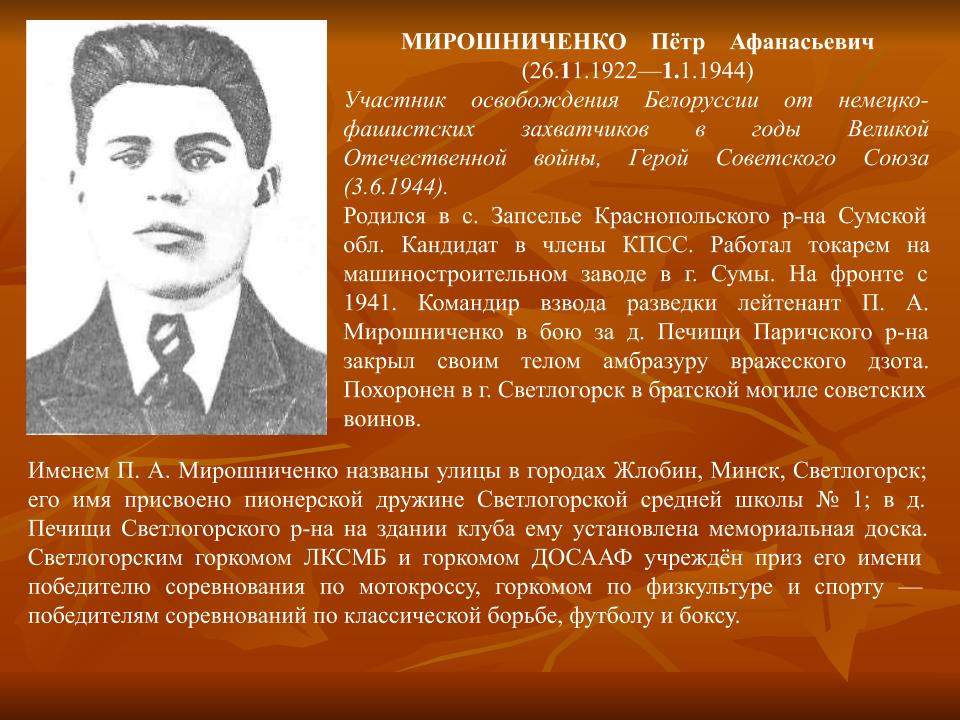 МИРОШНИЧЕНКО Пётр Афанасьевич
(26.11.1922—1.1.1944)
Участник освобождения Белоруссии от немецко-
фашистских захватчиков в годы Великой
Отечественной войны, Герой Советского Союза
(3.6.1944).
Родился в с. Запселье Краснопольского р-на Сумской
обл. Кандидат в члены КПСС. Работал токарем на
машиностроительном заводе в г. Сумы. На фронте с
1941. Командир взвода разведки лейтенант П. А.
Мирошниченко в бою за д. Печищи Паричского р-на
закрыл своим телом амбразуру вражеского дзота.
Похоронен в г. Светлогорск в братской могиле советских
воинов.
Именем П. А. Мирошниченко названы улицы в городах Жлобин, Минск, Светлогорск;
его имя присвоено пионерской дружине Светлогорской средней школы № 1; в д.
Печищи Светлогорского р-на на здании клуба ему установлена мемориальная доска.
Светлогорским горкомом ЛКСМБ и горкомом ДОСААФ учреждён приз его имени
победителю соревнования по мотокроссу, горкомом по физкультуре и спорту —
победителям соревнований по классической борьбе, футболу и боксу.